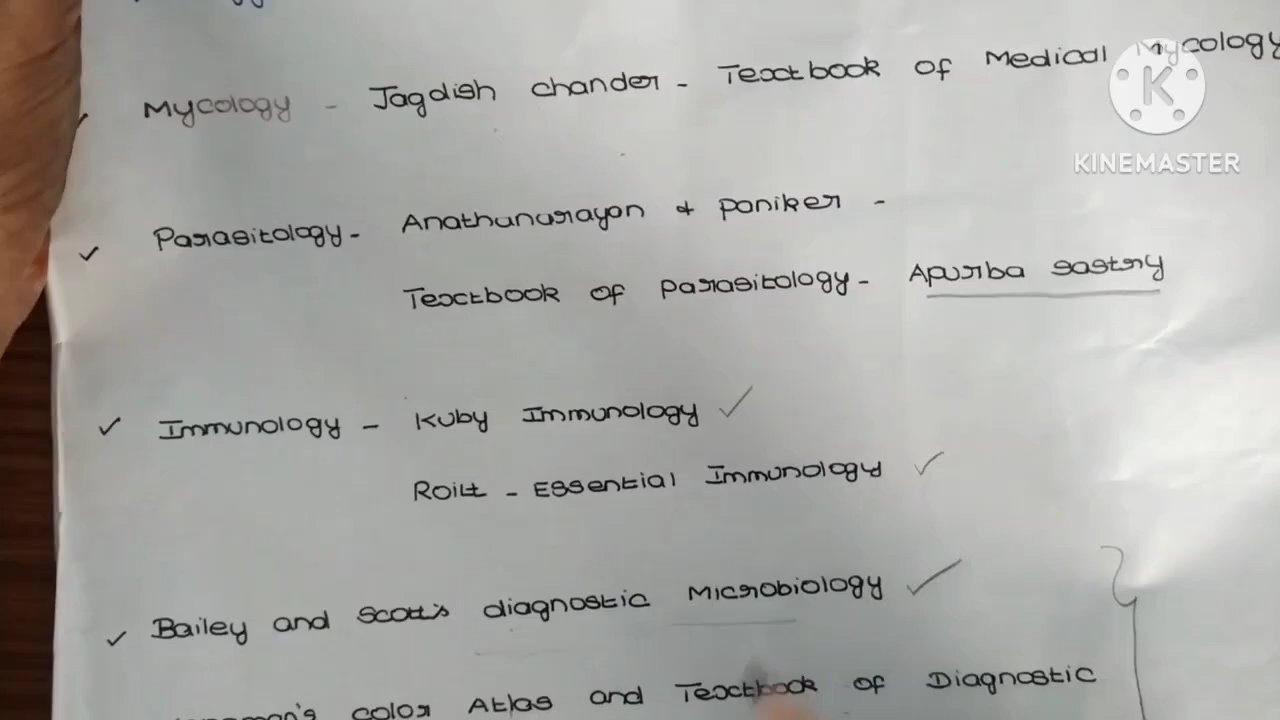 Mycology - Jagdish chander - Textbook of Medical Mycology
K
KINEMASTER
Parasitology - Anathunarayan & paniker -
Textbook of parasitology - Apurba sastry
Immunology - Kuby Immunology
Roitt - Essential Immunology
Bailey and scott's diagnostic Microbiology
color Atlas and Textbook of Diagnostic